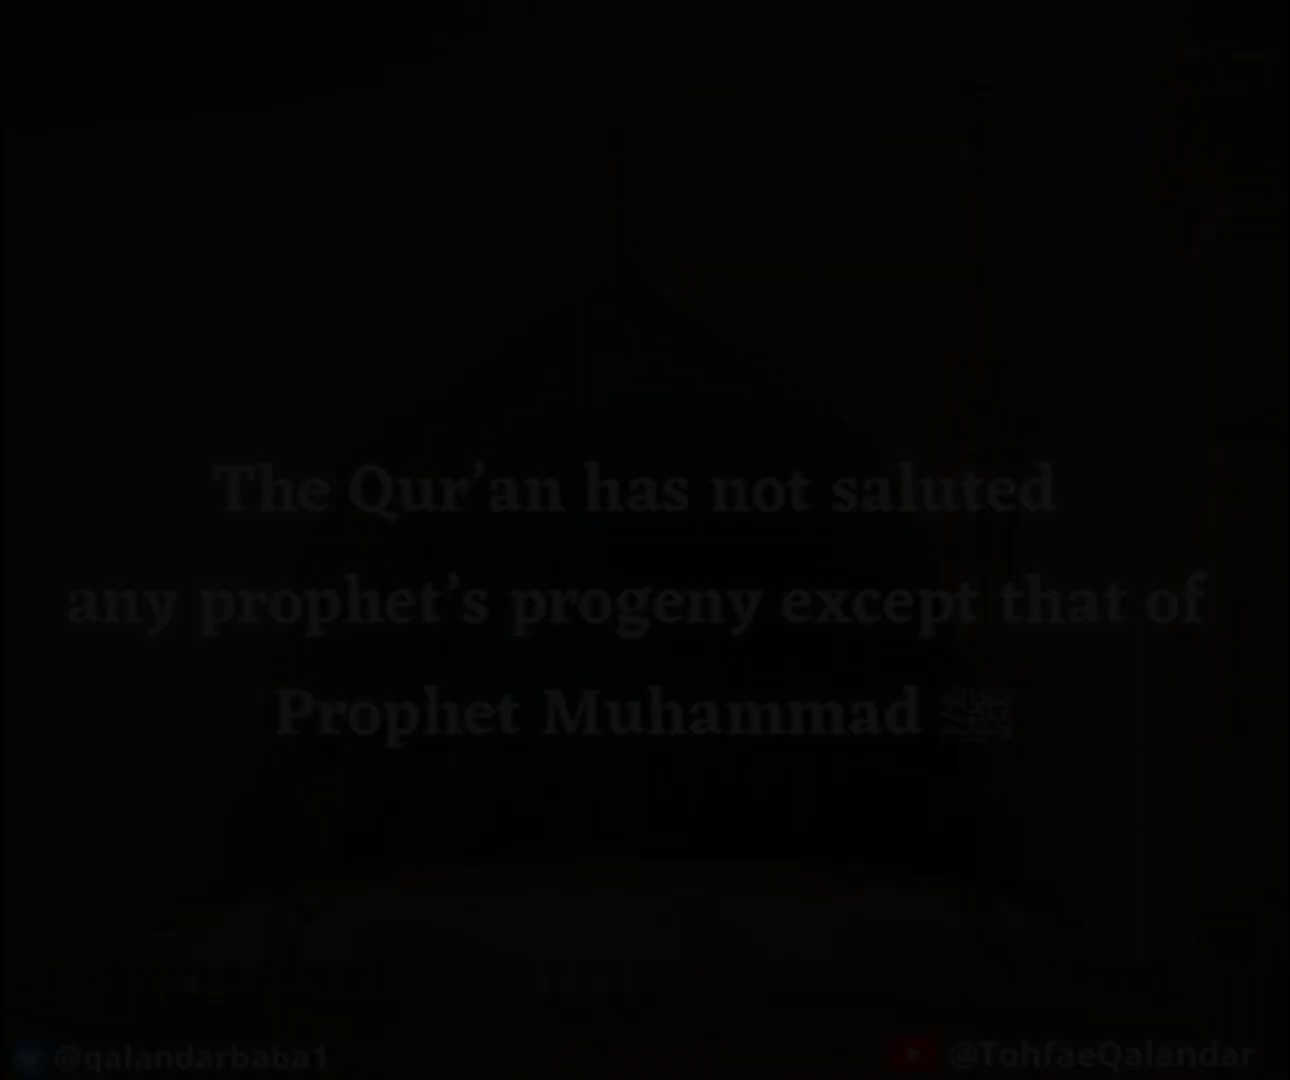 The Qur’an has not saluted
any prophet’s progeny except that of
Prophet Muhammad ﷺ
@qalandarbaba1
@TohfaeQalandar